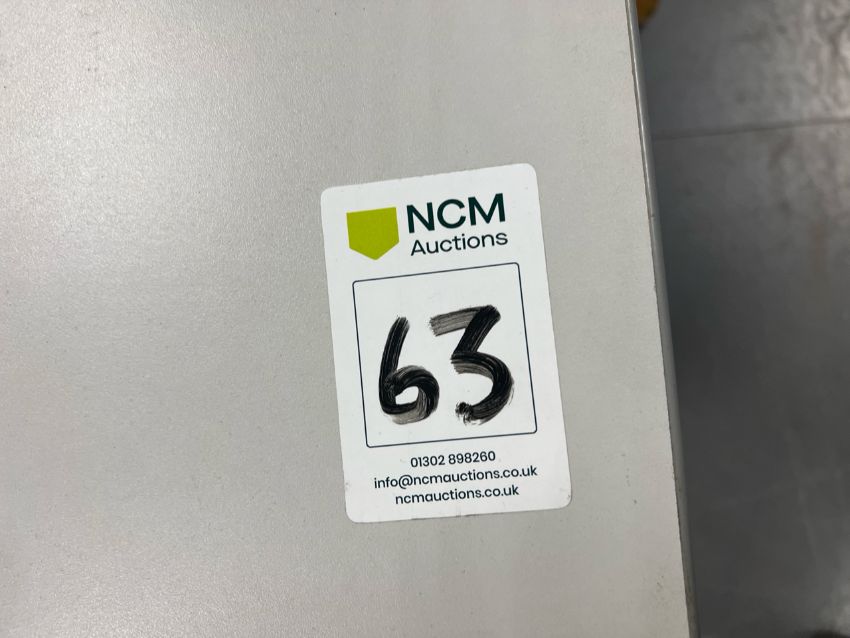 NCM
Auctions
63
01302 898260
info@ncmauctions.co.uk
ncmauctions.co.uk